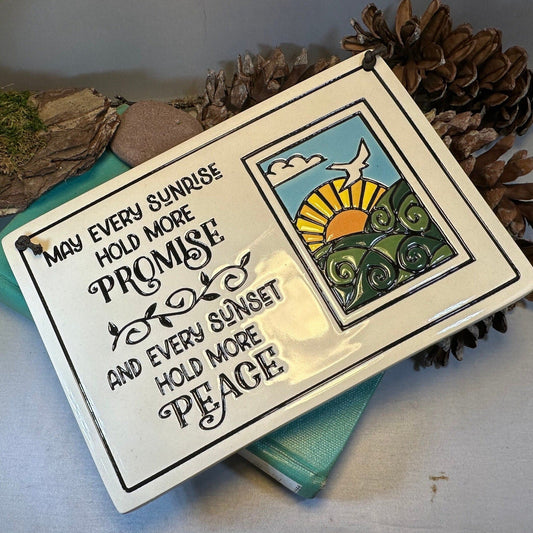 MAY EVERY SUNRISE
HOLD MORE
PROMISE
AND EVERY SUNSET
HOLD MORE
PEACE